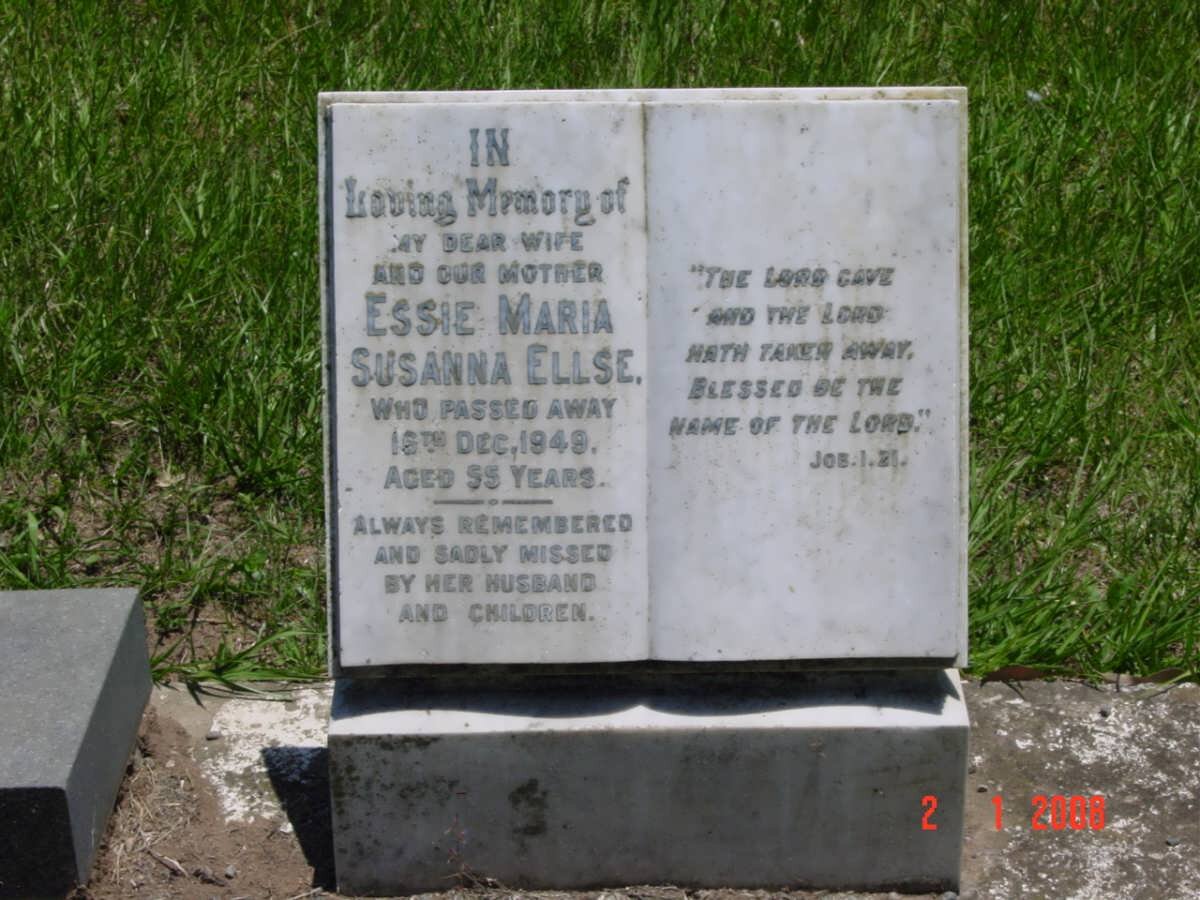 IN
Loving Memory of
MY DEAR WIFE
AND OUR MOTHER
ESSIE MARIA
SUSANNA ELLSE,
WHO PASSED AWAY
16TH DEC, 1949.
AGED 55 YEARS.
ALWAYS REMEMBERED
AND SADLY MISSED
BY HER HUSBAND
AND CHILDREN.
"THE LORD GAVE
AND THE LORD
HATH TAKEN AWAY,
BLESSED BE THE
NAME OF THE LORD."
JOB. 1. 21.
2 1 2008